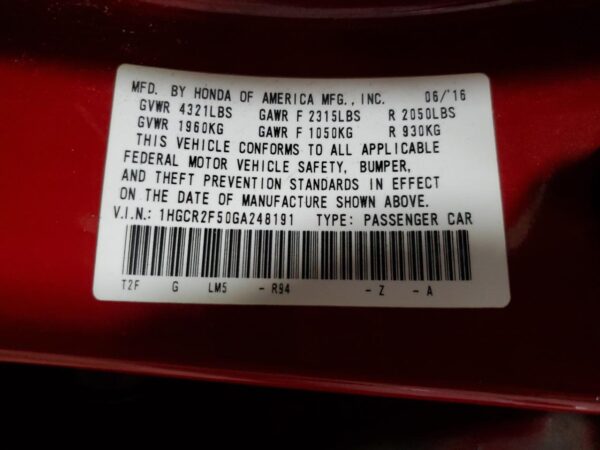 MFD. BY HONDA OF AMERICA MFG., INC. 06/'16
GVWR 4321LBS GAWR F 2315LBS R 2050LBS
GVWR 1960KG GAWR F 1050KG R 930KG
THIS VEHICLE CONFORMS TO ALL APPLICABLE
FEDERAL MOTOR VEHICLE SAFETY, BUMPER,
AND THEFT PREVENTION STANDARDS IN EFFECT
ON THE DATE OF MANUFACTURE SHOWN ABOVE.
V.I.N.: 1HGCR2F50GA248191 TYPE: PASSENGER CAR
T2F G LM5 - R94 - Z - A